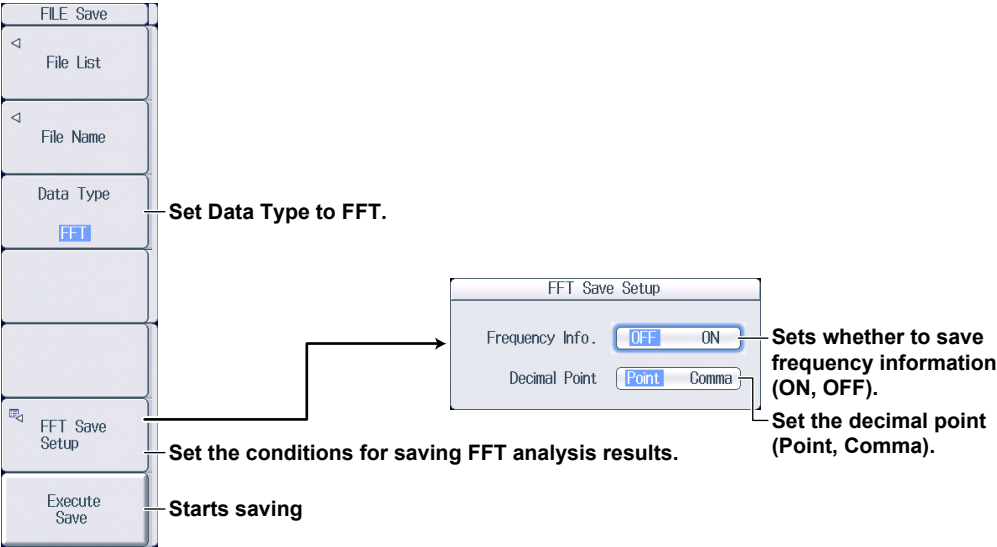 FILE Save
File List
File Name
Data Type
FFT
Set Data Type to FFT.
FFT Save Setup
Frequency Info. OFF ON
Decimal Point Point Comma
Sets whether to save
frequency information
(ON, OFF).
Set the decimal point
(Point, Comma).
FFT Save
Setup
Set the conditions for saving FFT analysis results.
Execute
Save
Starts saving